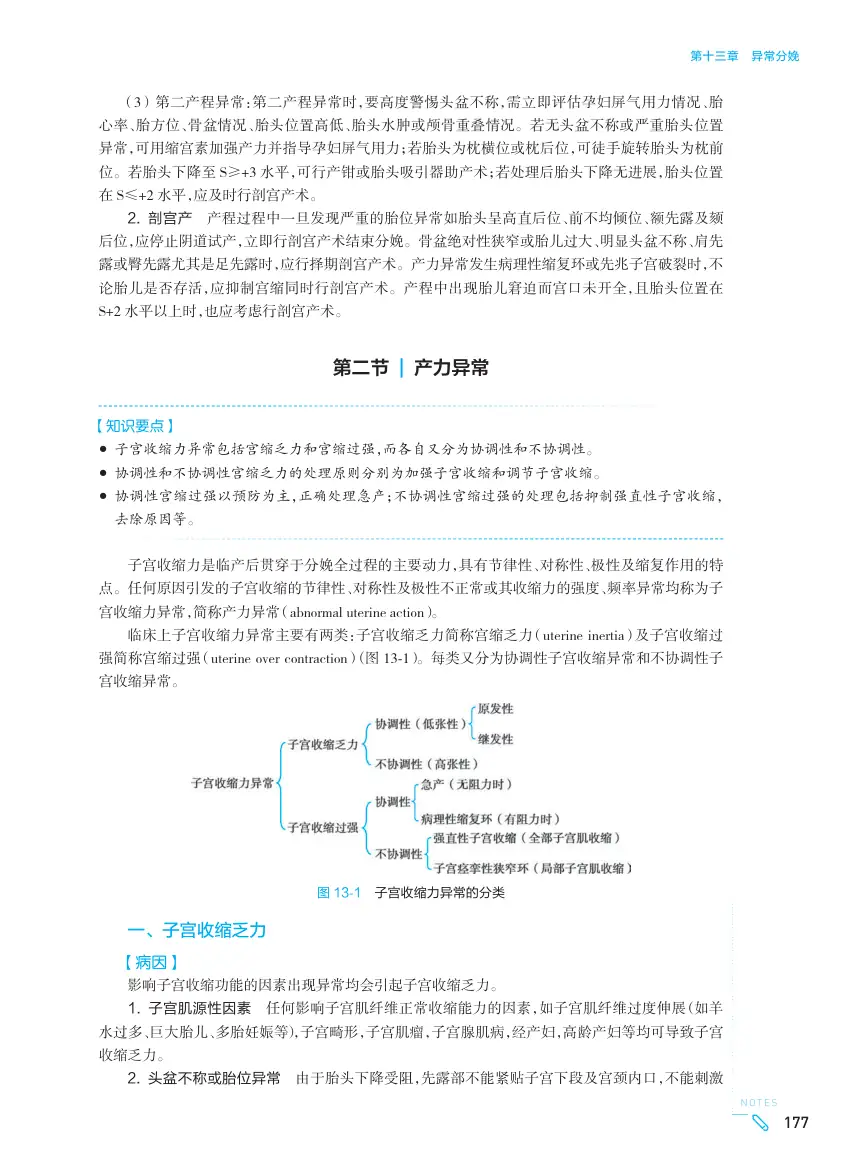 第十三章 异常分娩
（3）第二产程异常：第二产程异常时，要高度警惕头盆不称，需立即评估孕妇屏气用力情况、胎
心率、胎方位、骨盆情况、胎头位置高低、胎头水肿或颅骨重叠情况。若无头盆不称或严重胎头位置
异常，可用缩宫素加强产力并指导孕妇屏气用力；若胎头为枕横位或枕后位，可徒手旋转胎头为枕前
位。若胎头下降至 S≥+3 水平，可行产钳或胎头吸引器助产术；若处理后胎头下降无进展，胎头位置
在 S≤+2 水平，应及时行剖宫产术。
2. 剖宫产 产程过程中一旦发现严重的胎位异常如胎头呈高直后位、前不均倾位、额先露及颏
后位，应停止阴道试产，立即行剖宫产术结束分娩。骨盆绝对性狭窄或胎儿过大、明显头盆不称、肩先
露或臀先露尤其是足先露时，应行择期剖宫产术。产力异常发生病理性缩复环或先兆子宫破裂时，不
论胎儿是否存活，应抑制宫缩同时行剖宫产术。产程中出现胎儿窘迫而宫口未开全，且胎头位置在
S+2 水平以上时，也应考虑行剖宫产术。
第二节 | 产力异常
【知识要点】
● 子宫收缩力异常包括宫缩乏力和宫缩过强，而各自又分为协调性和不协调性。
● 协调性和不协调性宫缩乏力的处理原则分别为加强子宫收缩和调节子宫收缩。
● 协调性宫缩过强以预防为主，正确处理急产；不协调性宫缩过强的处理包括抑制强直性子宫收缩，
去除原因等。
子宫收缩力是临产后贯穿于分娩全过程的主要动力，具有节律性、对称性、极性及缩复作用的特
点。任何原因引发的子宫收缩的节律性、对称性及极性不正常或其收缩力的强度、频率异常均称为子
宫收缩力异常，简称产力异常（abnormal uterine action）。
临床上子宫收缩力异常主要有两类：子宫收缩乏力简称宫缩乏力（uterine inertia）及子宫收缩过
强简称宫缩过强（uterine over contraction）（图 13-1）。每类又分为协调性子宫收缩异常和不协调性子
宫收缩异常。
子宫收缩力异常
子宫收缩乏力
协调性（低张性）
原发性
继发性
不协调性（高张性）
子宫收缩过强
协调性
急产（无阻力时）
病理性缩复环（有阻力时）
不协调性
强直性子宫收缩（全部子宫肌收缩）
子宫痉挛性狭窄环（局部子宫肌收缩）
图 13-1 子宫收缩力异常的分类
一、子宫收缩乏力
【病因】
影响子宫收缩功能的因素出现异常均会引起子宫收缩乏力。
1. 子宫肌源性因素 任何影响子宫肌纤维正常收缩能力的因素，如子宫肌纤维过度伸展（如羊
水过多、巨大胎儿、多胎妊娠等），子宫畸形，子宫肌瘤，子宫腺肌病，经产妇，高龄产妇等均可导致子宫
收缩乏力。
2. 头盆不称或胎位异常 由于胎头下降受阻，先露部不能紧贴子宫下段及宫颈内口，不能刺激
NOTES
177